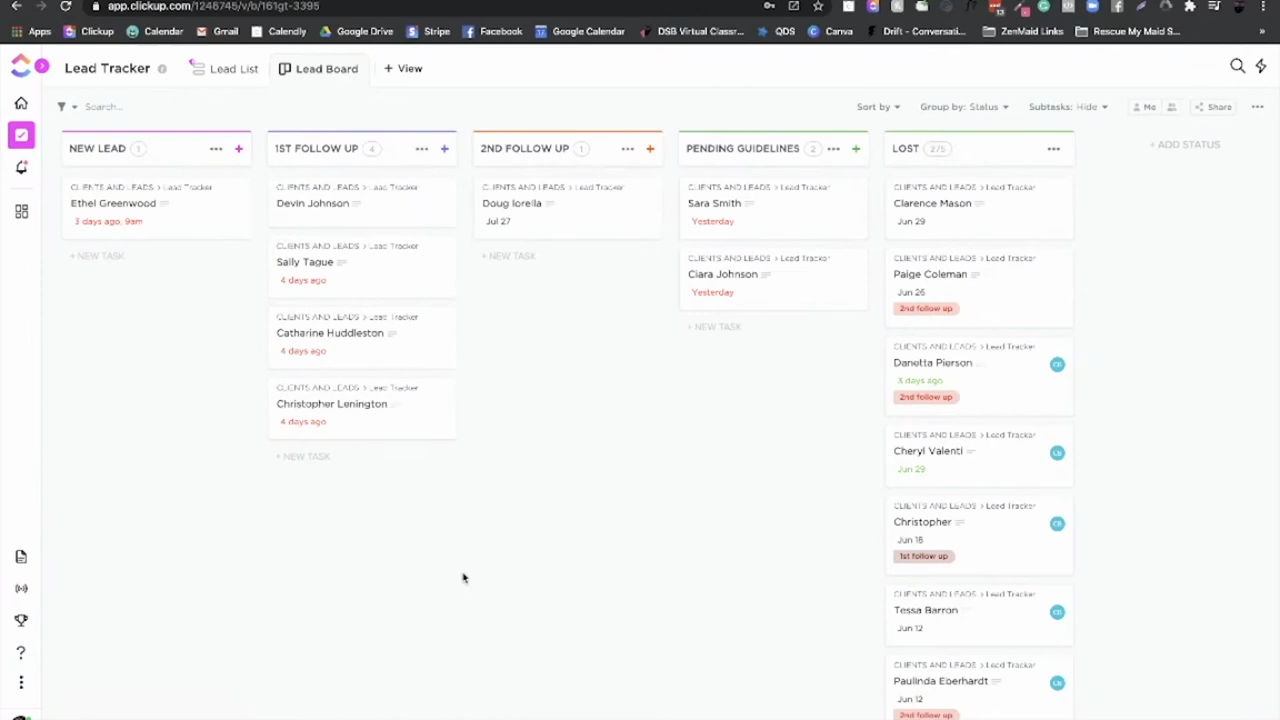 app.clickup.com/1246745/v/b/161gt-3395
13
Apps
Clickup
Calendar
Gmail
Calendly
Google Drive
Stripe
Facebook
Google Calendar
DSB Virtual Classr...
QDS
Canva
Drift - Conversati...
ZenMaid Links
Rescue My Maid S...
»
Lead Tracker
Lead List
Lead Board
+ View
Search...
Sort by
Group by: Status
Subtasks: Hide
Me
Share
NEW LEAD 1
CLIENTS AND LEADS > Lead Tracker
Ethel Greenwood
3 days ago, 9am
+ NEW TASK
1ST FOLLOW UP 4
CLIENTS AND LEADS > Lead Tracker
Devin Johnson
CLIENTS AND LEADS > Lead Tracker
Sally Tague
4 days ago
CLIENTS AND LEADS > Lead Tracker
Catharine Huddleston
4 days ago
CLIENTS AND LEADS > Lead Tracker
Christopher Lenington
4 days ago
+ NEW TASK
2ND FOLLOW UP 1
CLIENTS AND LEADS > Lead Tracker
Doug Iorella
Jul 27
+ NEW TASK
PENDING GUIDELINES 2
CLIENTS AND LEADS > Lead Tracker
Sara Smith
Yesterday
CLIENTS AND LEADS > Lead Tracker
Ciara Johnson
Yesterday
+ NEW TASK
LOST 275
CLIENTS AND LEADS > Lead Tracker
Clarence Mason
Jun 29
CLIENTS AND LEADS > Lead Tracker
Paige Coleman
Jun 26
2nd follow up
CLIENTS AND LEADS > Lead Tracker
Danetta Pierson
CB
3 days ago
2nd follow up
CLIENTS AND LEADS > Lead Tracker
Cheryl Valenti
CB
Jun 29
CLIENTS AND LEADS > Lead Tracker
Christopher
CB
Jun 18
1st follow up
CLIENTS AND LEADS > Lead Tracker
Tessa Barron
CB
Jun 12
CLIENTS AND LEADS > Lead Tracker
Paulinda Eberhardt
CB
Jun 12
2nd follow up
+ ADD STATUS